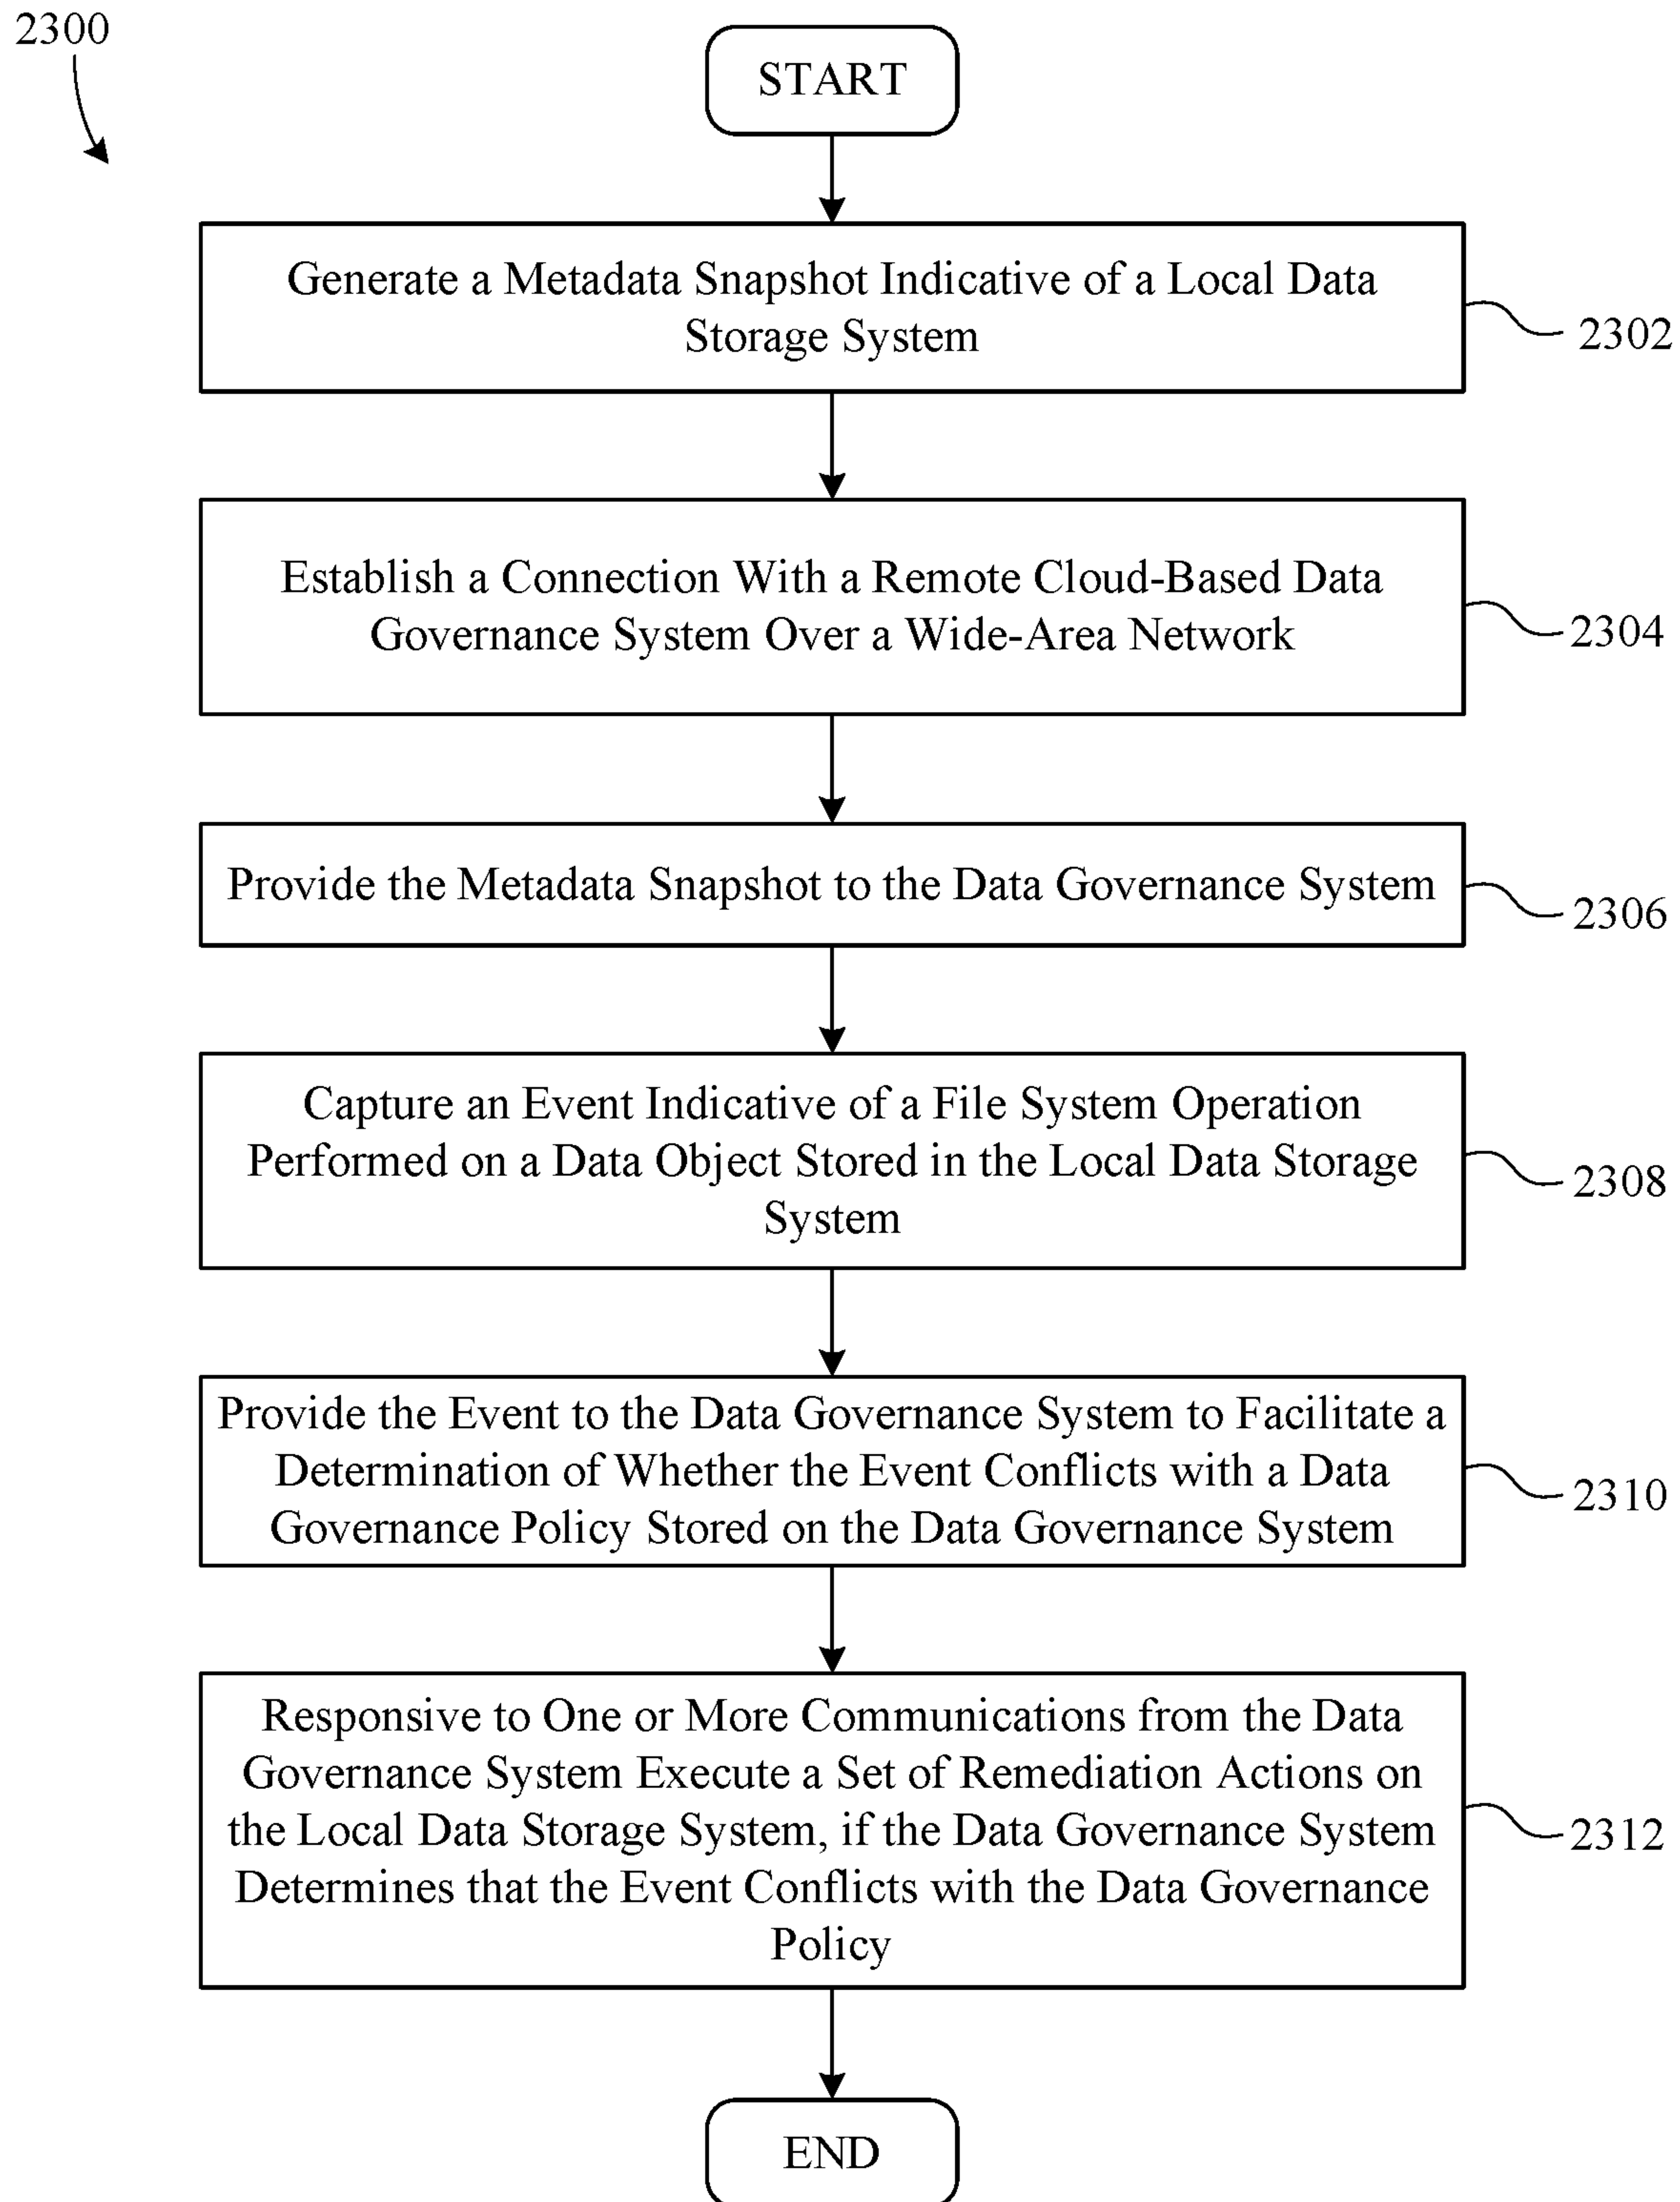 2300
START
Generate a Metadata Snapshot Indicative of a Local Data
Storage System
2302
Establish a Connection With a Remote Cloud-Based Data
Governance System Over a Wide-Area Network
2304
Provide the Metadata Snapshot to the Data Governance System
2306
Capture an Event Indicative of a File System Operation
Performed on a Data Object Stored in the Local Data Storage
System
2308
Provide the Event to the Data Governance System to Facilitate a
Determination of Whether the Event Conflicts with a Data
Governance Policy Stored on the Data Governance System
2310
Responsive to One or More Communications from the Data
Governance System Execute a Set of Remediation Actions on
the Local Data Storage System, if the Data Governance System
Determines that the Event Conflicts with the Data Governance
Policy
2312
END